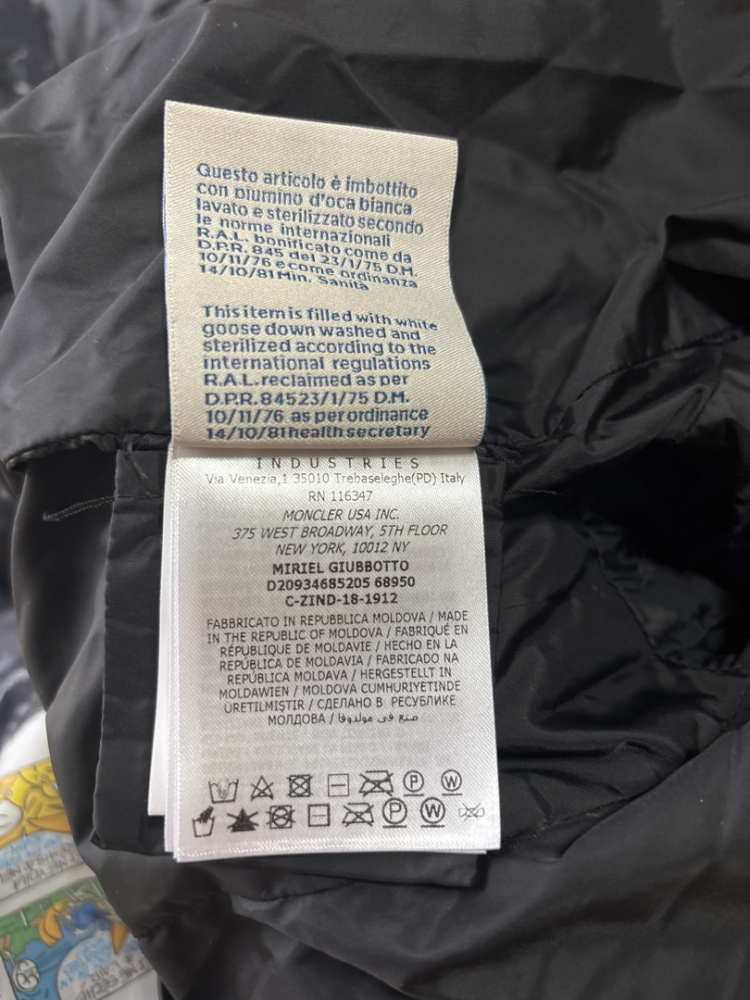 Questo articolo è imbottito
con piumino d'oca bianca
lavato e sterilizzato secondo
le norme internazionali
R.A.L. bonificato come da
D.P.R. 845 del 23/1/75 D.M.
10/11/76 e come ordinanza
14/10/81 Min. Sanità
This item is filled with white
goose down washed and
sterilized according to the
international regulations
R.A.L. reclaimed as per
D.P.R. 84523/1/75 D.M.
10/11/76 as per ordinance
14/10/81 health secretary
INDUSTRIES
Via Venezia,1 35010 Trebaseleghe(PD) Italy
RN 116347
MONCLER USA INC.
375 WEST BROADWAY, 5TH FLOOR
NEW YORK, 10012 NY
MIRIEL GIUBBOTTO
D20934685205 68950
C-ZIND-18-1912
FABBRICATO IN REPUBBLICA MOLDOVA / MADE
IN THE REPUBLIC OF MOLDOVA / FABRIQUÉ EN
RÉPUBLIQUE DE MOLDAVIE / HECHO EN LA
REPÚBLICA DE MOLDAVIA / FABRICADO NA
REPÚBLICA MOLDAVA / HERGESTELLT IN
MOLDAWIEN / MOLDOVA CUMHURIYETINDE
ÜRETILMIŞTIR / СДЕЛАНО В РЕСПУБЛИКЕ
МОЛДОВА / صنع في مولدوفا
P W
P W